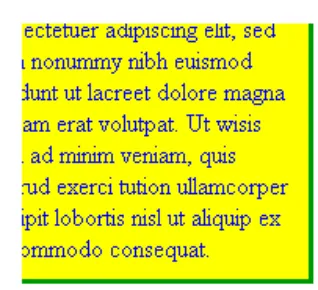 ectetuer adipiscing elit, sed
nonummy nibh euismod
dunt ut lacreet dolore magna
am erat volutpat. Ut wisis
. ad minim veniam, quis
rud exerci tution ullamcorper
ipit lobortis nisl ut aliquip ex
ommodo consequat.